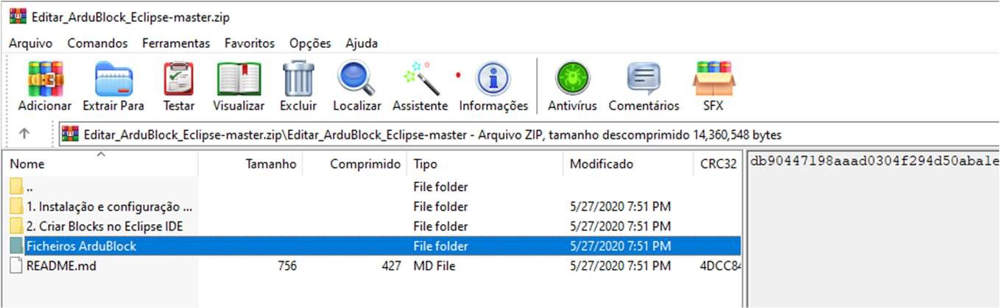 Editar_ArduBlock_Eclipse-master.zip
Arquivo Comandos Ferramentas Favoritos Opções Ajuda
Adicionar Extrair Para Testar Visualizar Excluir Localizar Assistente Informações Antivírus Comentários SFX
Editar_ArduBlock_Eclipse-master.zip\Editar_ArduBlock_Eclipse-master - Arquivo ZIP, tamanho descomprimido 14,360,548 bytes
Nome Tamanho Comprimido Tipo Modificado CRC32 db90447198aaad0304f294d50aba1e
.. File folder
1. Instalação e configuração ... File folder 5/27/2020 7:51 PM
2. Criar Blocks no Eclipse IDE File folder 5/27/2020 7:51 PM
Ficheiros ArduBlock File folder 5/27/2020 7:51 PM
README.md 756 427 MD File 5/27/2020 7:51 PM 4DCC84